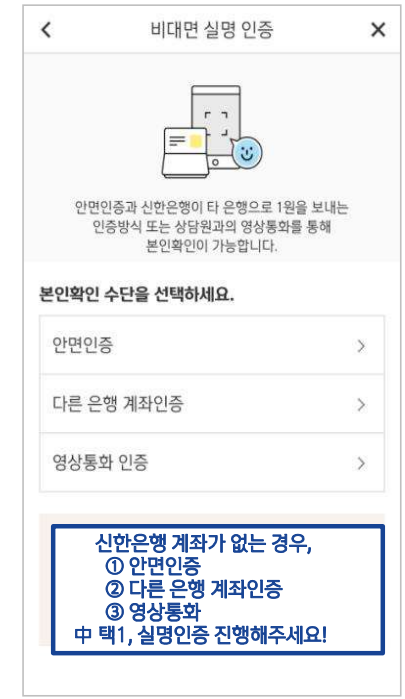 비대면 실명 인증
안면인증과 신한은행이 타 은행으로 1원을 보내는
인증방식 또는 상담원과의 영상통화를 통해
본인확인이 가능합니다.
본인확인 수단을 선택하세요.
안면인증
다른 은행 계좌인증
영상통화 인증
신한은행 계좌가 없는 경우,
① 안면인증
② 다른 은행 계좌인증
③ 영상통화
中 택1, 실명인증 진행해주세요!